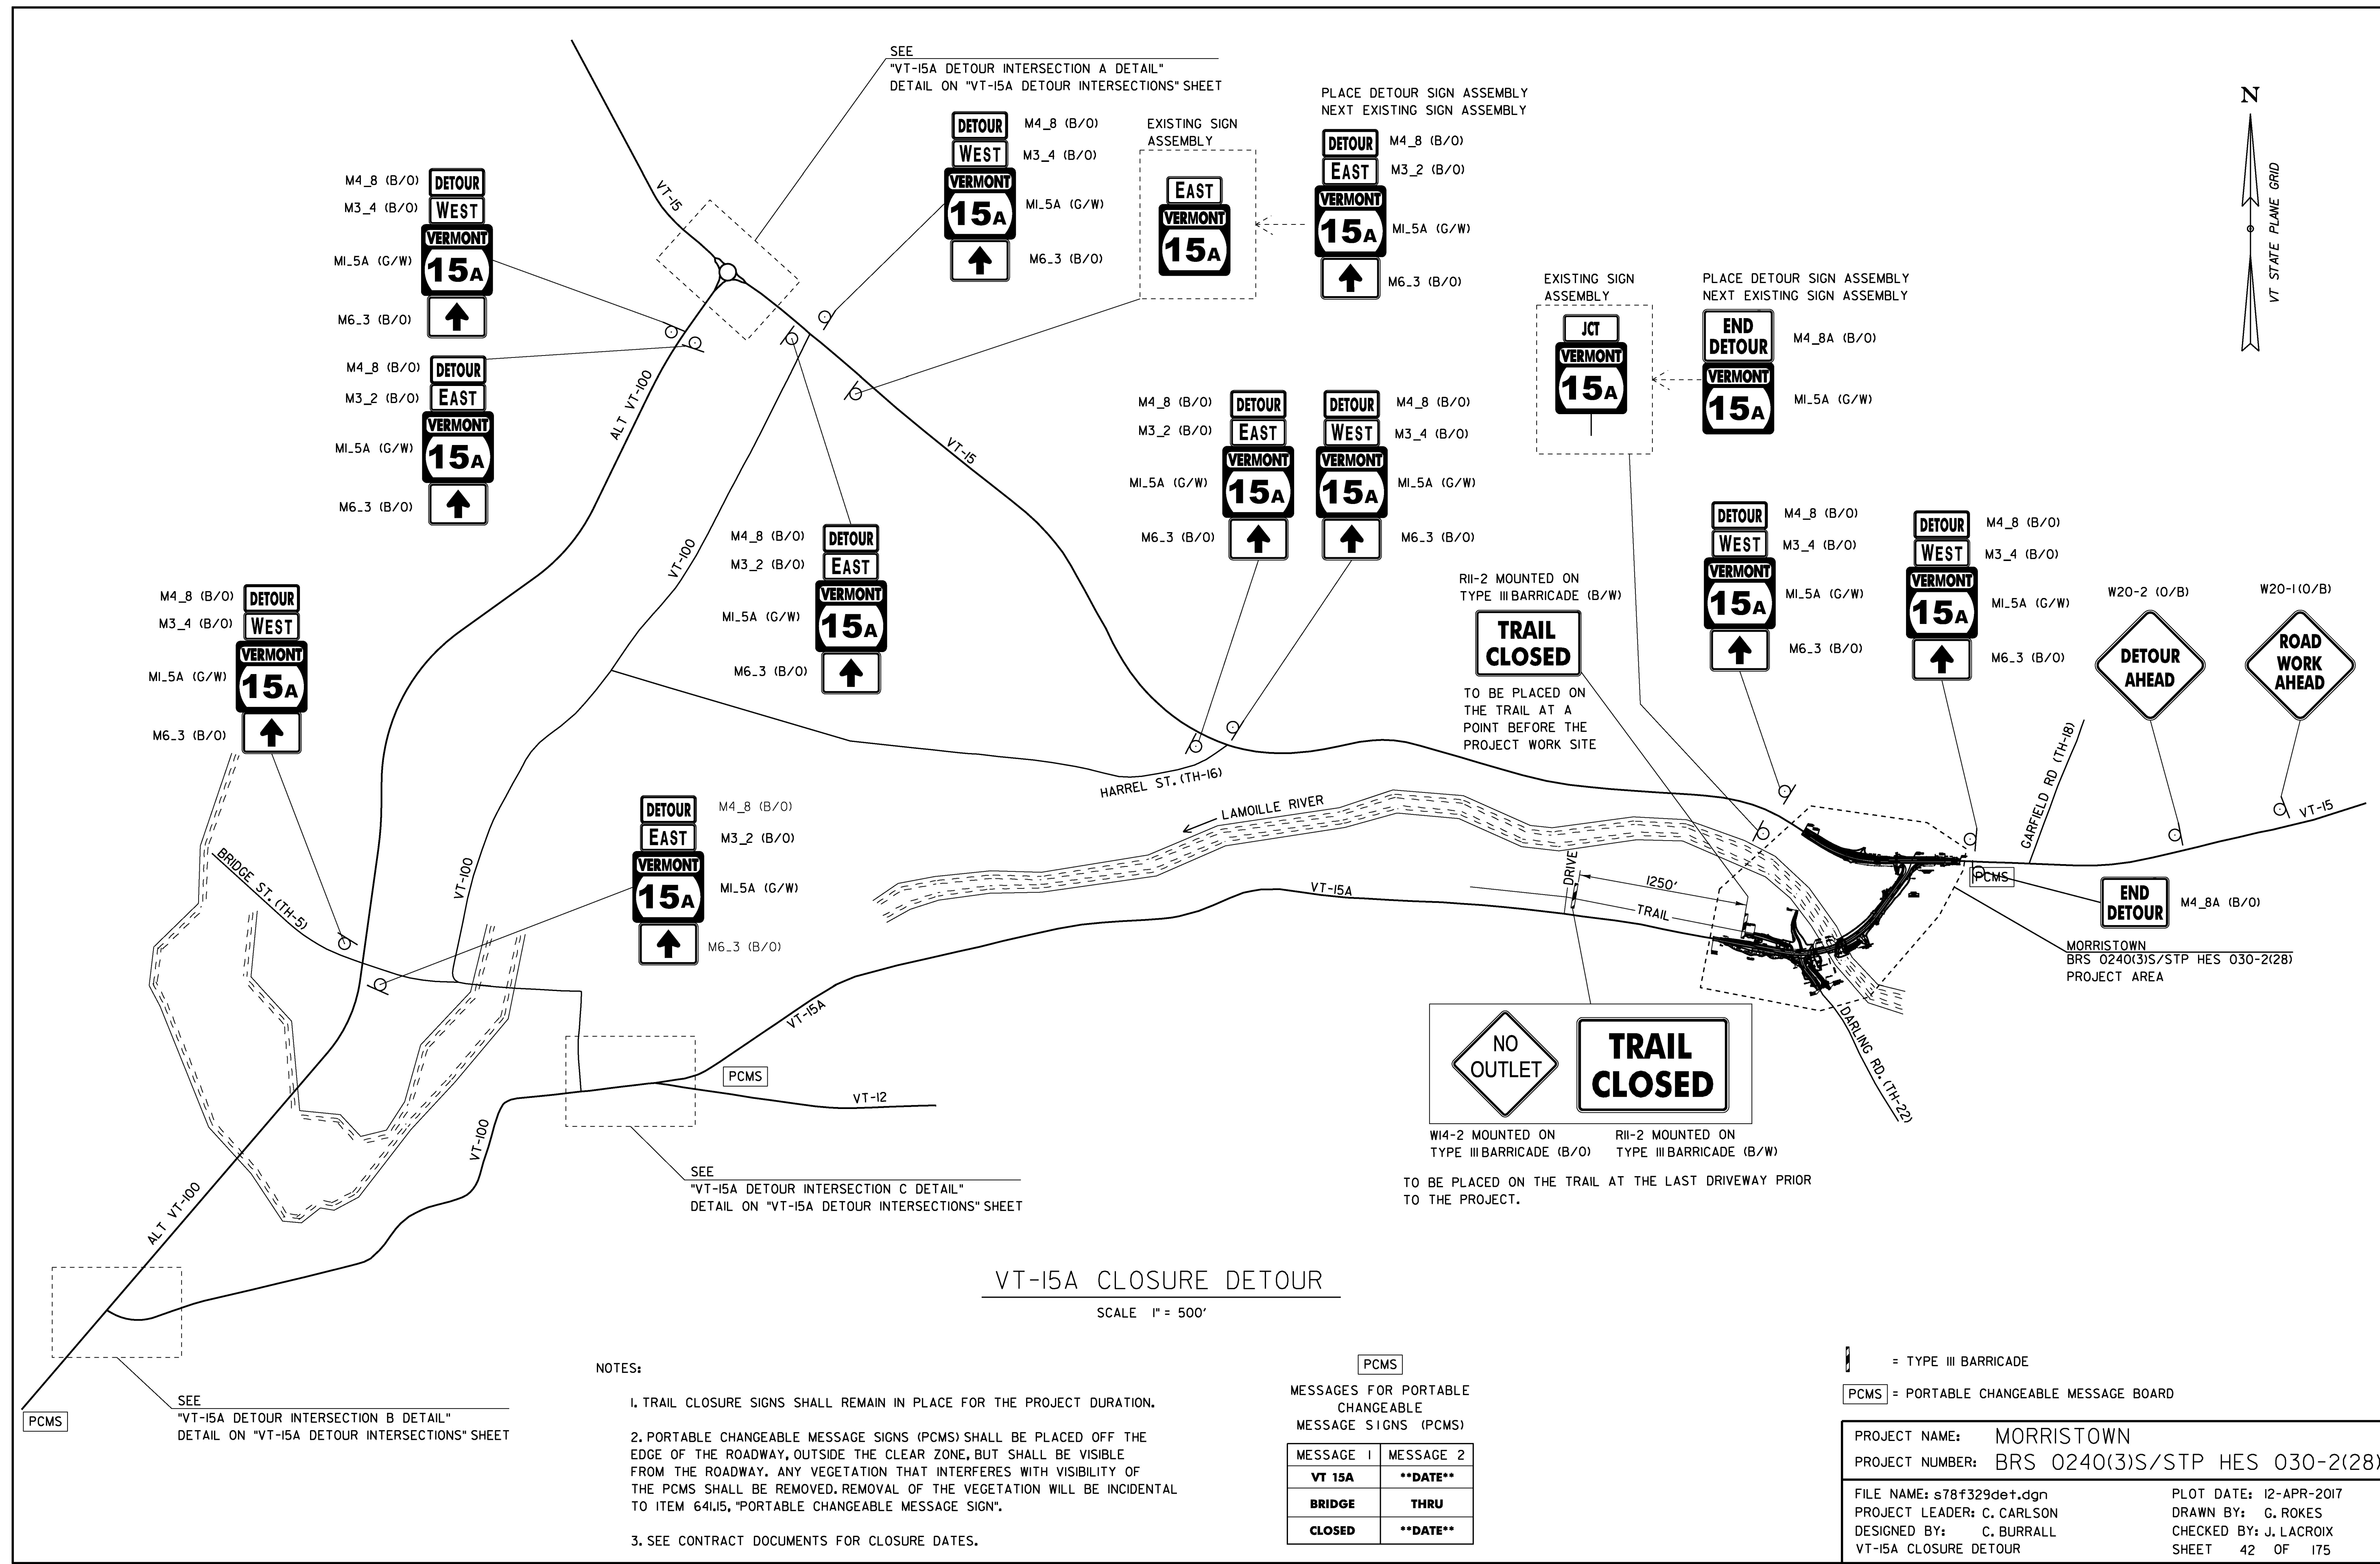 SEE
"VT-15A DETOUR INTERSECTION A DETAIL"
DETAIL ON "VT-15A DETOUR INTERSECTIONS" SHEET
PLACE DETOUR SIGN ASSEMBLY
NEXT EXISTING SIGN ASSEMBLY
EXISTING SIGN
ASSEMBLY
N
VT STATE PLANE GRID
M4_8 (B/O) DETOUR
M3_4 (B/O) WEST
VERMONT
M1_5A (G/W) 15A
M6_3 (B/O)
M4_8 (B/O) DETOUR
M3_2 (B/O) EAST
VERMONT
M1_5A (G/W) 15A
M6_3 (B/O)
VT-15
DETOUR M4_8 (B/O)
WEST M3_4 (B/O)
VERMONT
15A M1_5A (G/W)
M6_3 (B/O)
EAST
VERMONT
15A
DETOUR M4_8 (B/O)
EAST M3_2 (B/O)
VERMONT
15A M1_5A (G/W)
M6_3 (B/O)
EXISTING SIGN
ASSEMBLY
JCT
VERMONT
15A
PLACE DETOUR SIGN ASSEMBLY
NEXT EXISTING SIGN ASSEMBLY
END
DETOUR M4_8A (B/O)
VERMONT
15A M1_5A (G/W)
ALT VT-100
VT-15
M4_8 (B/O) DETOUR
M3_2 (B/O) EAST
VERMONT
M1_5A (G/W) 15A
M6_3 (B/O)
DETOUR M4_8 (B/O)
WEST M3_4 (B/O)
VERMONT
15A M1_5A (G/W)
M6_3 (B/O)
VT-100
M4_8 (B/O) DETOUR
M3_2 (B/O) EAST
VERMONT
M1_5A (G/W) 15A
M6_3 (B/O)
R11-2 MOUNTED ON
TYPE III BARRICADE (B/W)
TRAIL
CLOSED
TO BE PLACED ON
THE TRAIL AT A
POINT BEFORE THE
PROJECT WORK SITE
DETOUR M4_8 (B/O)
WEST M3_4 (B/O)
VERMONT
15A M1_5A (G/W)
M6_3 (B/O)
DETOUR M4_8 (B/O)
WEST M3_4 (B/O)
VERMONT
15A M1_5A (G/W)
M6_3 (B/O)
W20-2 (O/B)
DETOUR
AHEAD
W20-1(O/B)
ROAD
WORK
AHEAD
M4_8 (B/O) DETOUR
M3_4 (B/O) WEST
VERMONT
M1_5A (G/W) 15A
M6_3 (B/O)
GARFIELD RD (TH-18)
VT-15
HARREL ST. (TH-16)
LAMOILLE RIVER
DETOUR M4_8 (B/O)
EAST M3_2 (B/O)
VERMONT
15A M1_5A (G/W)
M6_3 (B/O)
BRIDGE ST. (TH-5)
VT-100
VT-15A
DRIVE
1250'
TRAIL
PCMS
END
DETOUR M4_8A (B/O)
MORRISTOWN
BRS 0240(3)S/STP HES 030-2(28)
PROJECT AREA
VT-15A
DARLING RD. (TH-22)
NO
OUTLET
TRAIL
CLOSED
W14-2 MOUNTED ON
TYPE III BARRICADE (B/O)
R11-2 MOUNTED ON
TYPE III BARRICADE (B/W)
TO BE PLACED ON THE TRAIL AT THE LAST DRIVEWAY PRIOR
TO THE PROJECT.
PCMS
VT-12
VT-100
SEE
"VT-15A DETOUR INTERSECTION C DETAIL"
DETAIL ON "VT-15A DETOUR INTERSECTIONS" SHEET
ALT VT-100
PCMS
SEE
"VT-15A DETOUR INTERSECTION B DETAIL"
DETAIL ON "VT-15A DETOUR INTERSECTIONS" SHEET
VT-15A CLOSURE DETOUR
SCALE 1" = 500'
NOTES:
1. TRAIL CLOSURE SIGNS SHALL REMAIN IN PLACE FOR THE PROJECT DURATION.
2. PORTABLE CHANGEABLE MESSAGE SIGNS (PCMS) SHALL BE PLACED OFF THE
EDGE OF THE ROADWAY, OUTSIDE THE CLEAR ZONE, BUT SHALL BE VISIBLE
FROM THE ROADWAY. ANY VEGETATION THAT INTERFERES WITH VISIBILITY OF
THE PCMS SHALL BE REMOVED. REMOVAL OF THE VEGETATION WILL BE INCIDENTAL
TO ITEM 641.15, "PORTABLE CHANGEABLE MESSAGE SIGN".
3. SEE CONTRACT DOCUMENTS FOR CLOSURE DATES.
PCMS
MESSAGES FOR PORTABLE
CHANGEABLE
MESSAGE SIGNS (PCMS)
MESSAGE 1 MESSAGE 2
VT 15A **DATE**
BRIDGE THRU
CLOSED **DATE**
= TYPE III BARRICADE
PCMS = PORTABLE CHANGEABLE MESSAGE BOARD
PROJECT NAME: MORRISTOWN
PROJECT NUMBER: BRS 0240(3)S/STP HES 030-2(28)
FILE NAME: s78f329det.dgn PLOT DATE: 12-APR-2017
PROJECT LEADER: C. CARLSON DRAWN BY: G. ROKES
DESIGNED BY: C. BURRALL CHECKED BY: J. LACROIX
VT-15A CLOSURE DETOUR SHEET 42 OF 175